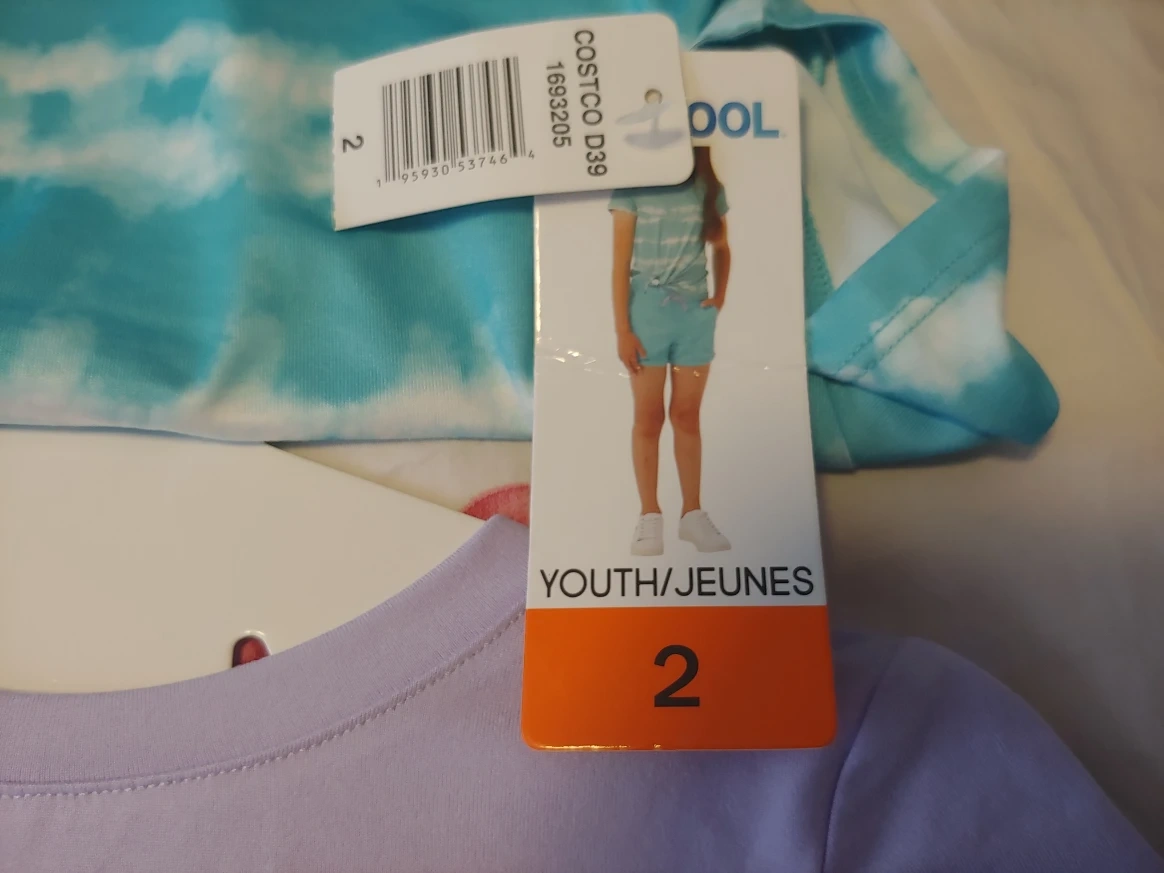 COSTCO D39
1693205
1 95930 53746 4
2
OOL
YOUTH/JEUNES
2